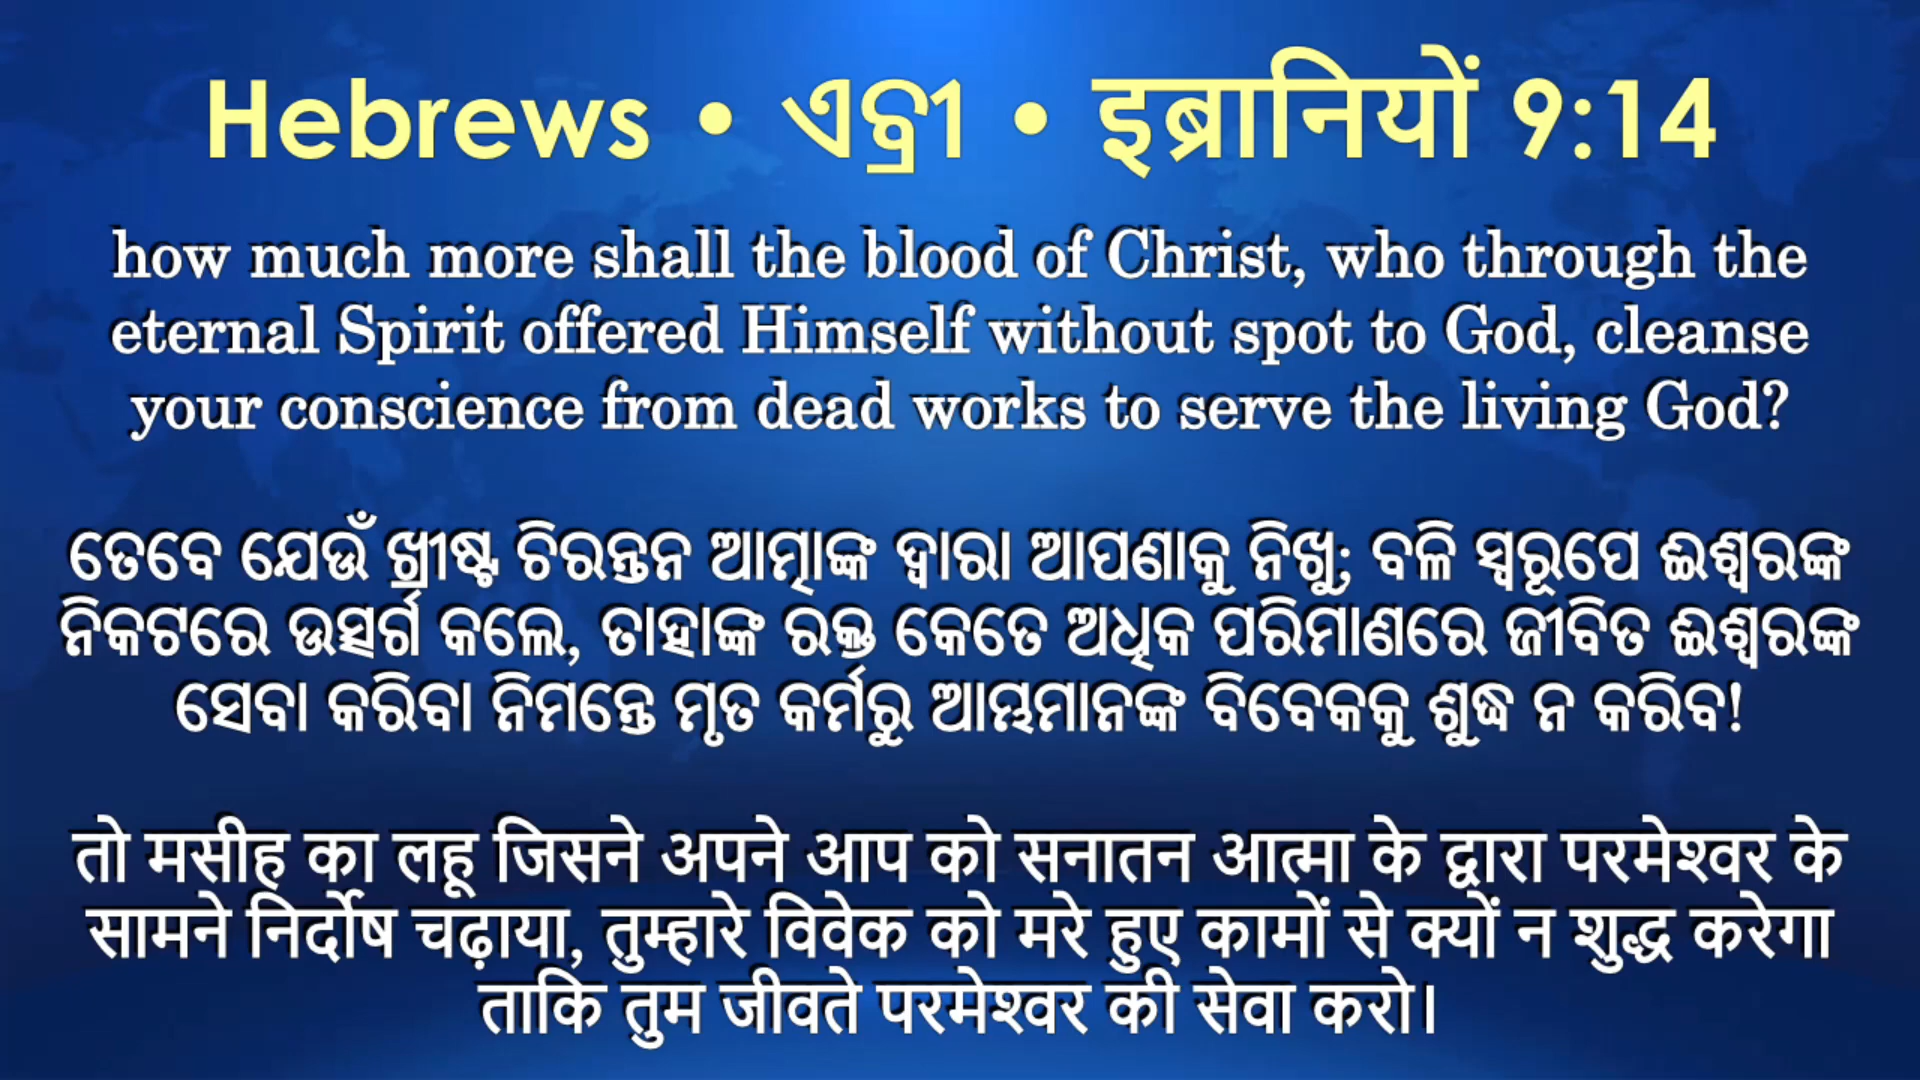 Hebrews • ଏବ୍ରୀ • इब्रानियों 9:14
how much more shall the blood of Christ, who through the
eternal Spirit offered Himself without spot to God, cleanse
your conscience from dead works to serve the living God?
ତେବେ ଯେଉଁ ଖ୍ରୀଷ୍ଟ ଚିରନ୍ତନ ଆତ୍ମାଙ୍କ ଦ୍ୱାରା ଆପଣାକୁ ନିଖୁ; ବଳି ସ୍ୱରୂପେ ଈଶ୍ୱରଙ୍କ
ନିକଟରେ ଉତ୍ସର୍ଗ କଲେ, ତାହାଙ୍କ ରକ୍ତ କେତେ ଅଧିକ ପରିମାଣରେ ଜୀବିତ ଈଶ୍ୱରଙ୍କ
ସେବା କରିବା ନିମନ୍ତେ ମୃତ କର୍ମରୁ ଆମ୍ଭମାନଙ୍କ ବିବେକକୁ ଶୁଦ୍ଧ ନ କରିବ!
तो मसीह का लहू जिसने अपने आप को सनातन आत्मा के द्वारा परमेश्वर के
सामने निर्दोष चढ़ाया, तुम्हारे विवेक को मरे हुए कामों से क्यों न शुद्ध करेगा
ताकि तुम जीवते परमेश्वर की सेवा करो।